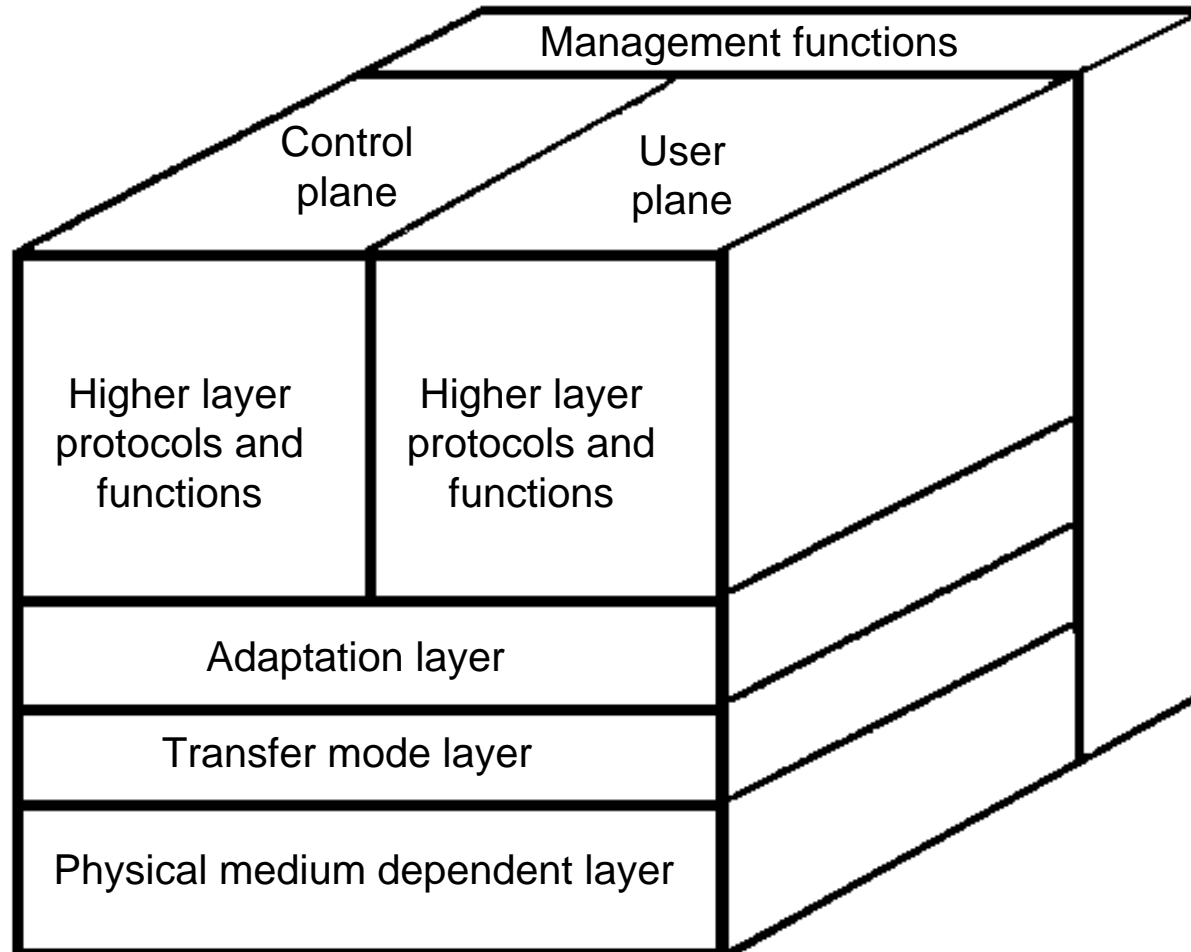 Management functions
Control
plane
User
plane
Higher layer
protocols and
functions
Higher layer
protocols and
functions
Adaptation layer
Transfer mode layer
Physical medium dependent layer